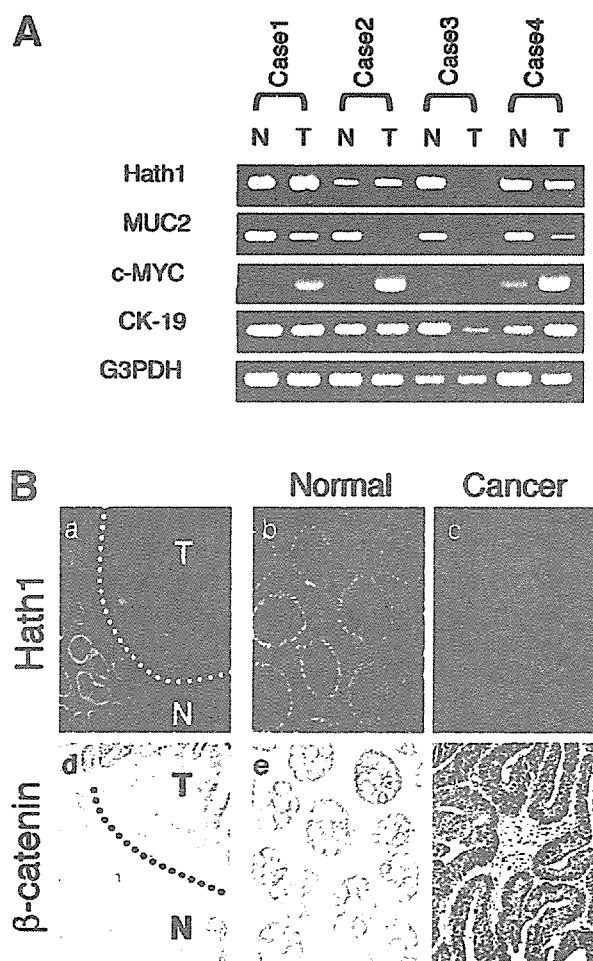 A
Case1 Case2 Case3 Case4
N T N T N T N T
Hath1
MUC2
c-MYC
CK-19
G3PDH
B
Normal Cancer
Hath1
a
T
N
b
c
β-catenin
d
T
N
e